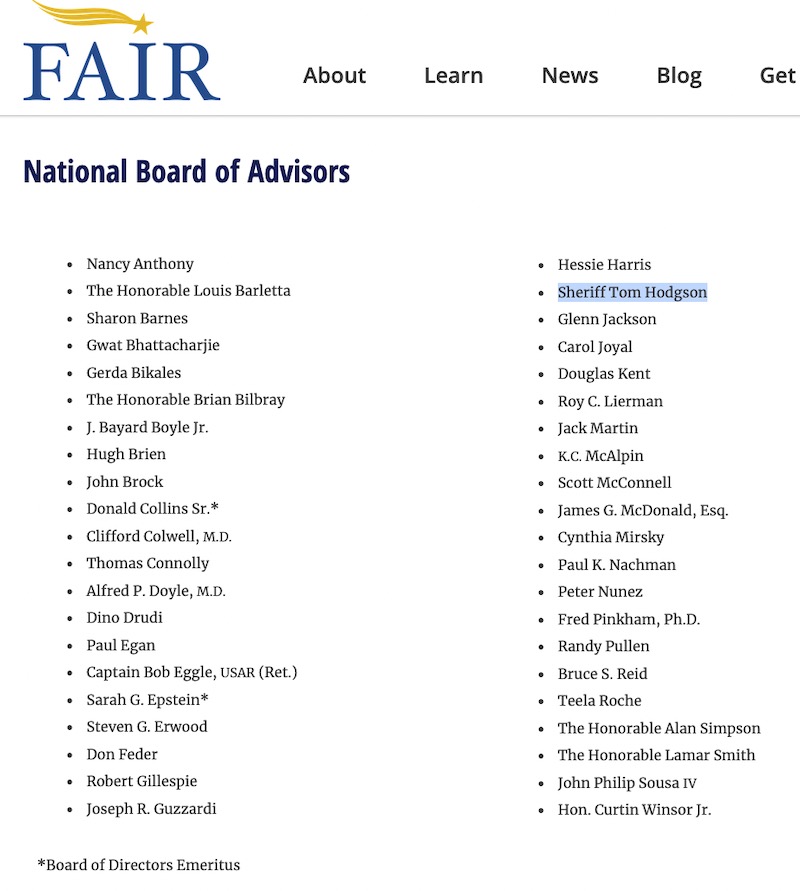 FAIR
About Learn News Blog Get
National Board of Advisors
Nancy Anthony
The Honorable Louis Barletta
Sharon Barnes
Gwat Bhattacharjie
Gerda Bikales
The Honorable Brian Bilbray
J. Bayard Boyle Jr.
Hugh Brien
John Brock
Donald Collins Sr.*
Clifford Colwell, M.D.
Thomas Connolly
Alfred P. Doyle, M.D.
Dino Drudi
Paul Egan
Captain Bob Eggle, USAR (Ret.)
Sarah G. Epstein*
Steven G. Erwood
Don Feder
Robert Gillespie
Joseph R. Guzzardi
Hessie Harris
Sheriff Tom Hodgson
Glenn Jackson
Carol Joyal
Douglas Kent
Roy C. Lierman
Jack Martin
K.C. McAlpin
Scott McConnell
James G. McDonald, Esq.
Cynthia Mirsky
Paul K. Nachman
Peter Nunez
Fred Pinkham, Ph.D.
Randy Pullen
Bruce S. Reid
Teela Roche
The Honorable Alan Simpson
The Honorable Lamar Smith
John Philip Sousa IV
Hon. Curtin Winsor Jr.
*Board of Directors Emeritus